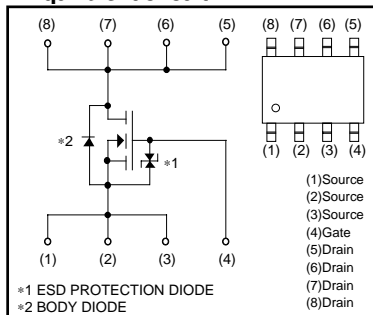 (8) (7) (6) (5)
(8) (7) (6) (5)
∗2
∗1
(1) (2) (3) (4)
(1) (2) (3) (4)
(1)Source
(2)Source
(3)Source
(4)Gate
(5)Drain
(6)Drain
(7)Drain
(8)Drain
∗1 ESD PROTECTION DIODE
∗2 BODY DIODE